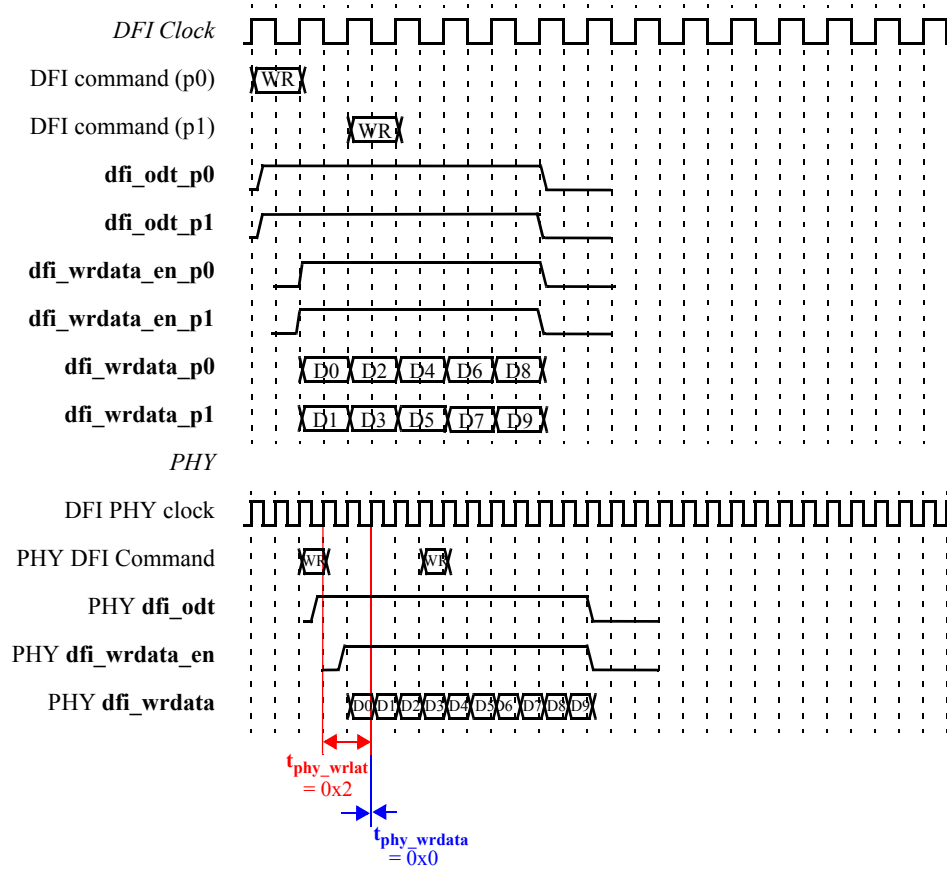 DFI Clock
DFI command (p0) WR
DFI command (p1) WR
dfi_odt_p0
dfi_odt_p1
dfi_wrdata_en_p0
dfi_wrdata_en_p1
dfi_wrdata_p0 D0 D2 D4 D6 D8
dfi_wrdata_p1 D1 D3 D5 D7 D9
PHY
DFI PHY clock
PHY DFI Command WR WR
PHY dfi_odt
PHY dfi_wrdata_en
PHY dfi_wrdata D0 D1 D2 D3 D4 D5 D6 D7 D8 D9
tphy_wrlat
= 0x2
tphy_wrdata
= 0x0